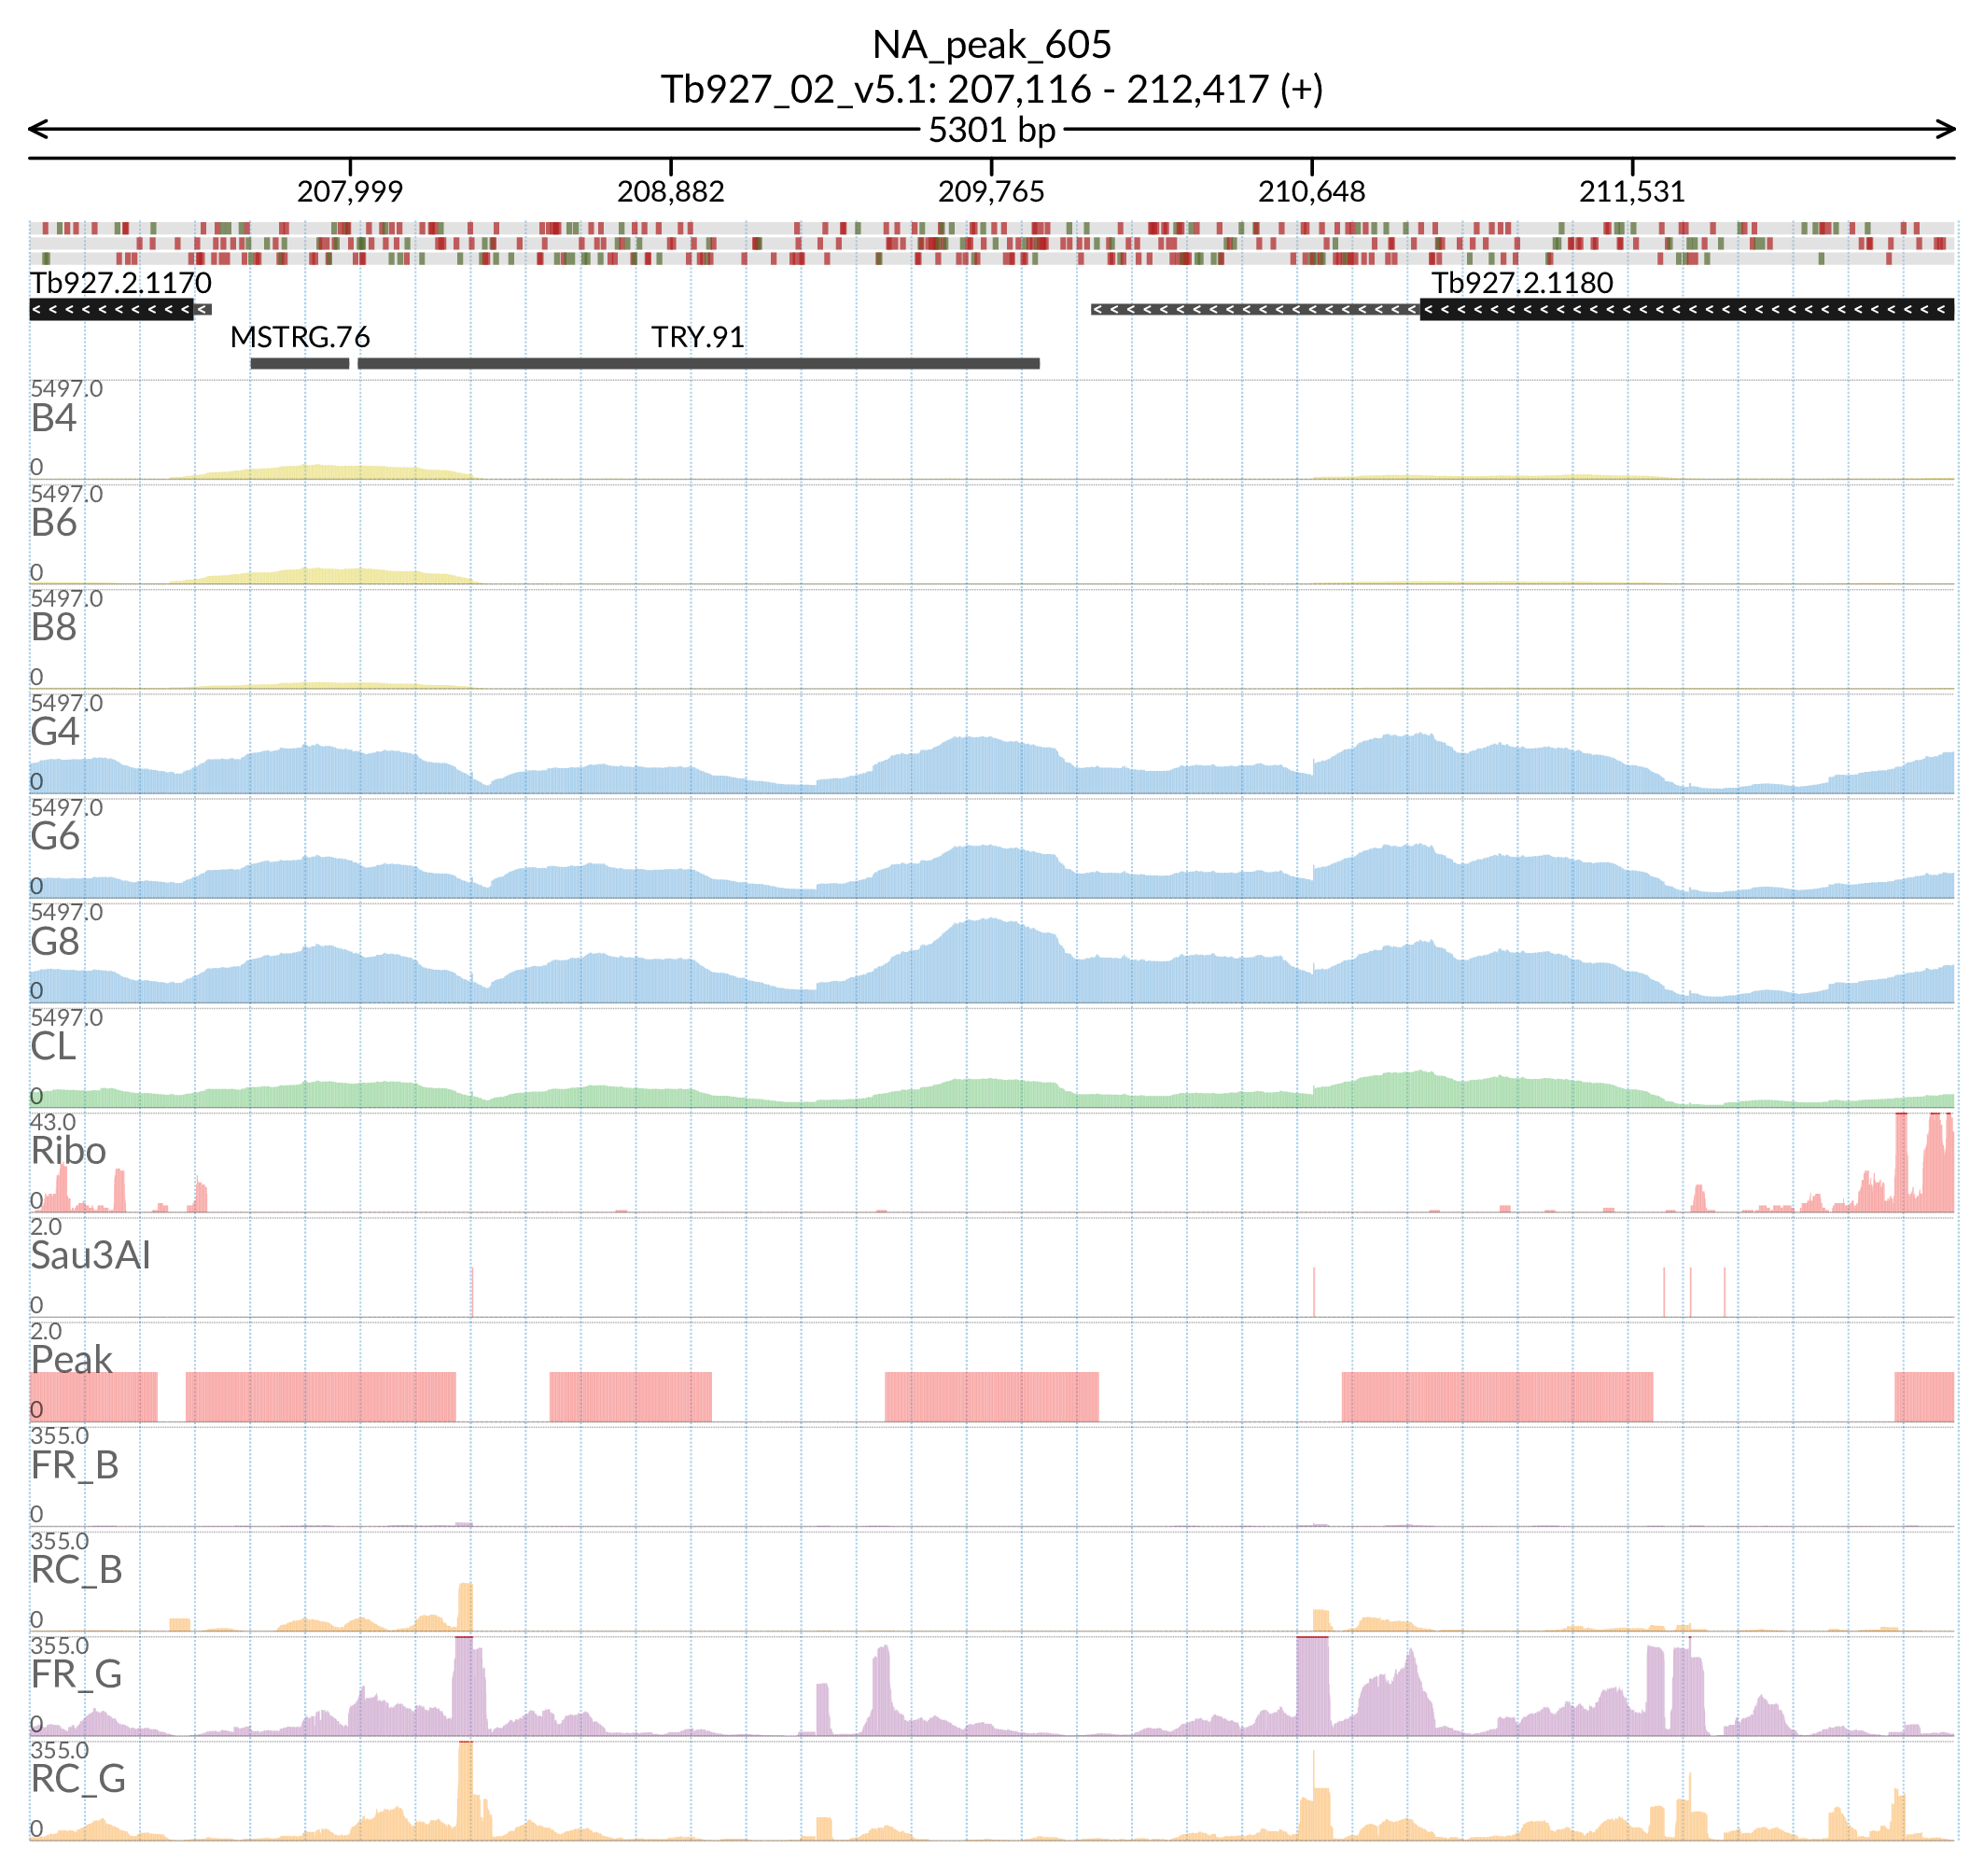 NA_peak_605
Tb927_02_v5.1: 207,116 - 212,417 (+)
5301 bp
207,999 208,882 209,765 210,648 211,531
Tb927.2.1170 Tb927.2.1180
MSTRG.76 TRY.91
5497.0
B4
0
5497.0
B6
0
5497.0
B8
0
5497.0
G4
0
5497.0
G6
0
5497.0
G8
0
5497.0
CL
0
43.0
Ribo
0
2.0
Sau3AI
0
2.0
Peak
0
355.0
FR_B
0
355.0
RC_B
0
355.0
FR_G
0
355.0
RC_G
0